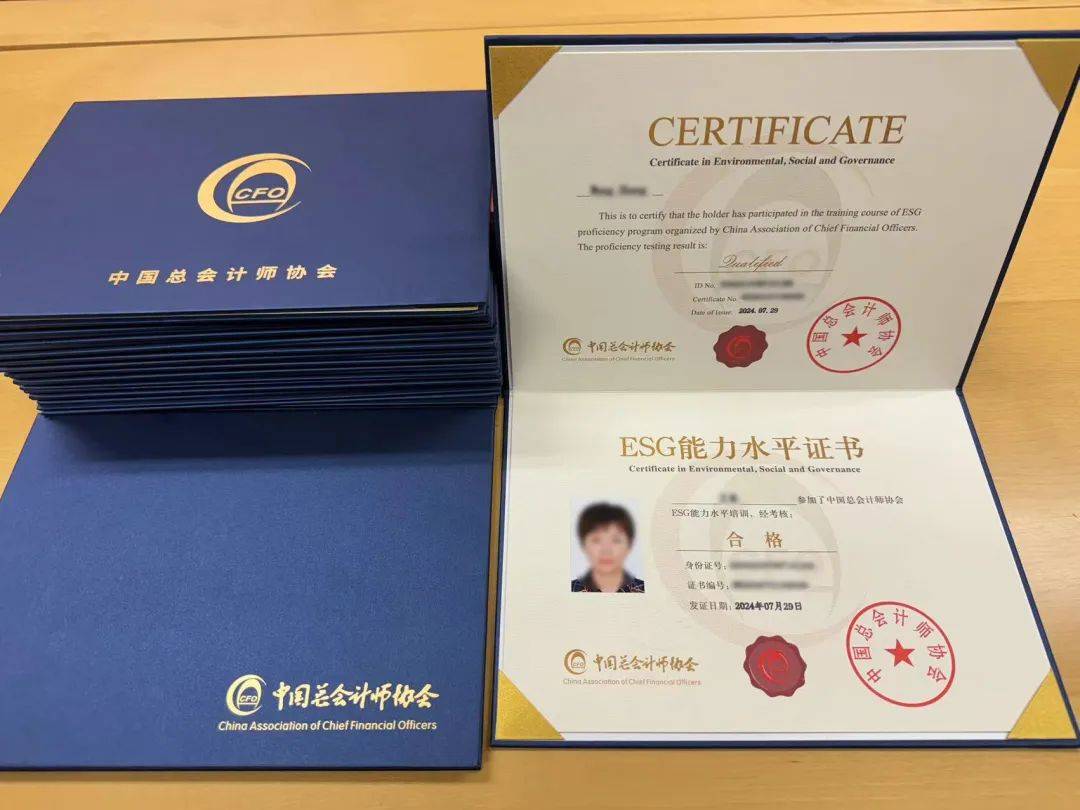 CFO
中国总会计师协会
CFO
中国总会计师协会
China Association of Chief Financial Officers
CERTIFICATE
Certificate in Environmental, Social and Governance
This is to certify that the holder has participated in the training course of ESG
proficiency program organized by China Association of Chief Financial Officers.
The proficiency testing result is:
Qualifeed
ID No.
Certificate No.
Date of Issue: 2024. 07. 29
CFO
中国总会计师协会
China Association of Chief Financial Officers
中国总会计师协会
ESG能力水平证书
Certificate in Environmental, Social and Governance
参加了中国总会计师协会
ESG能力水平培训、经考核：
合 格
身份证号：
证书编号：
发证日期：2024年07月29日
CFO
中国总会计师协会
China Association of Chief Financial Officers
中国总会计师协会